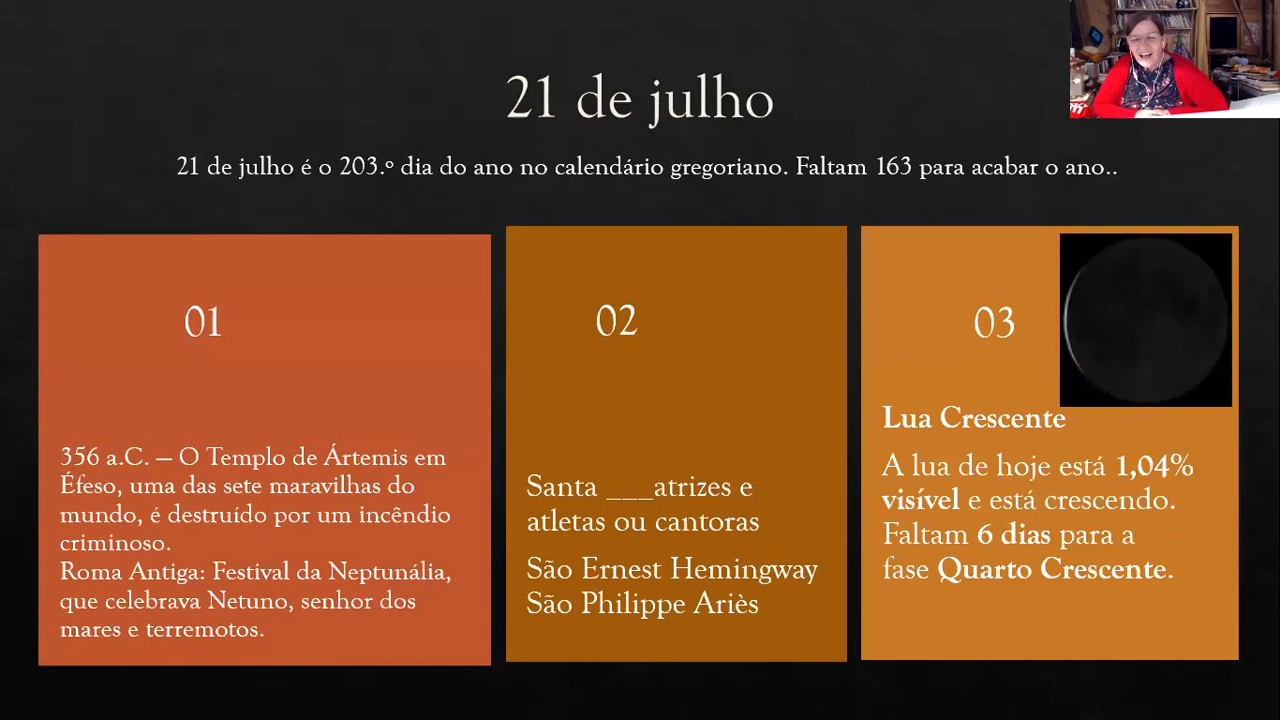 21 de julho
21 de julho é o 203.º dia do ano no calendário gregoriano. Faltam 163 para acabar o ano..
01
356 a.C. — O Templo de Ártemis em
Éfeso, uma das sete maravilhas do
mundo, é destruído por um incêndio
criminoso.
Roma Antiga: Festival da Neptunália,
que celebrava Netuno, senhor dos
mares e terremotos.
02
Santa ___atrizes e
atletas ou cantoras
São Ernest Hemingway
São Philippe Ariès
03
Lua Crescente
A lua de hoje está 1,04%
visível e está crescendo.
Faltam 6 dias para a
fase Quarto Crescente.